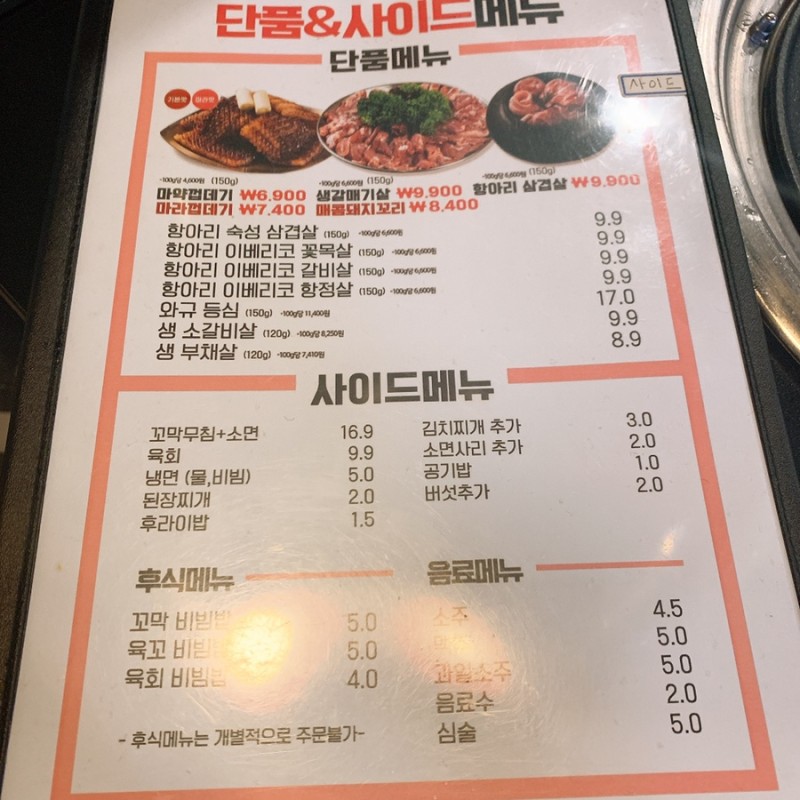 단품&사이드메뉴
단품메뉴
사이드
기본맛 마라맛
-100g당 4,600원 (150g)
마약껍데기 ₩6,900
마라껍데기 ₩7,400
-100g당 6,600원 (150g)
생갈매기살 ₩9,900
매콤돼지꼬리 ₩8,400
-100g당 6,600원 (150g)
항아리 삼겹살 ₩9,900
항아리 숙성 삼겹살 (150g) -100g당 6,600원 9.9
항아리 이베리코 꽃목살 (150g) -100g당 6,600원 9.9
항아리 이베리코 갈비살 (150g) -100g당 6,600원 9.9
항아리 이베리코 항정살 (150g) -100g당 6,600원 9.9
와규 등심 (150g) -100g당 11,400원 17.0
생 소갈비살 (120g) -100g당 8,250원 9.9
생 부채살 (120g) -100g당 7,410원 8.9
사이드메뉴
꼬막무침+소면 16.9
육회 9.9
냉면 (물,비빔) 5.0
된장찌개 2.0
후라이밥 1.5
김치찌개 추가 3.0
소면사리 추가 2.0
공기밥 1.0
버섯추가 2.0
후식메뉴
꼬막 비빔밥 5.0
육꼬 비빔밥 5.0
육회 비빔밥 4.0
- 후식메뉴는 개별적으로 주문불가-
음료메뉴
소주 4.5
5.0
과일소주 5.0
음료수 2.0
심술 5.0